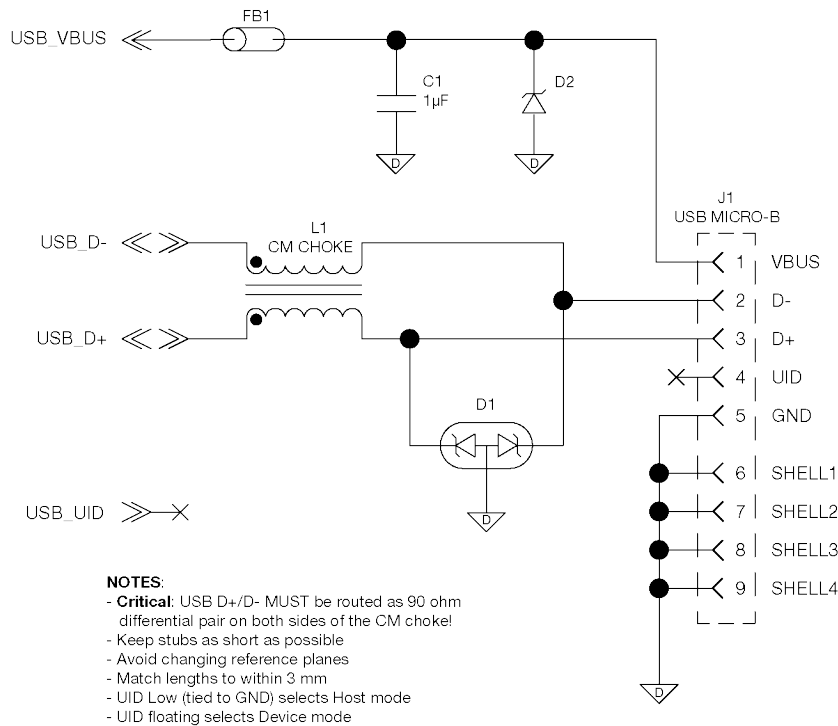 FB1
USB_VBUS
C1
1µF
D2
D
D
J1
USB MICRO-B
L1
CM CHOKE
USB_D-
1 VBUS
2 D-
USB_D+
3 D+
4 UID
D1
5 GND
6 SHELL1
USB_UID
D
7 SHELL2
8 SHELL3
9 SHELL4
D
NOTES:
- Critical: USB D+/D- MUST be routed as 90 ohm
differential pair on both sides of the CM choke!
- Keep stubs as short as possible
- Avoid changing reference planes
- Match lengths to within 3 mm
- UID Low (tied to GND) selects Host mode
- UID floating selects Device mode